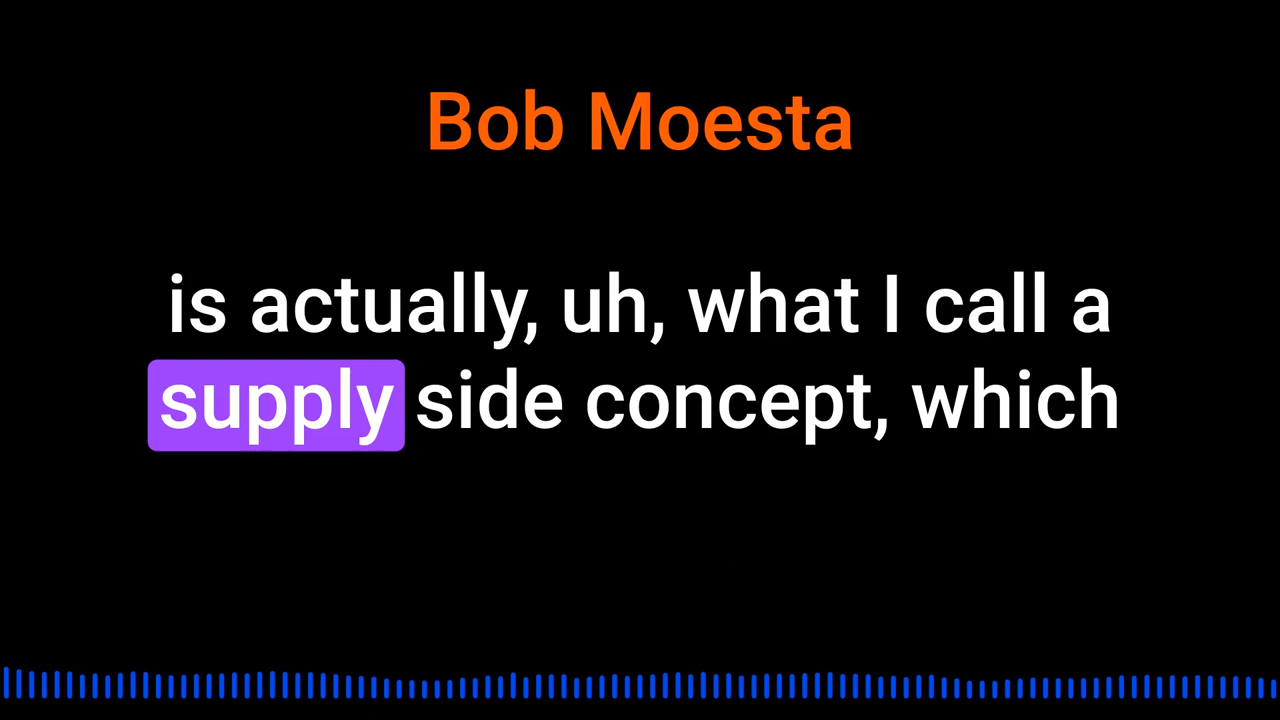 Bob Moesta
is actually, uh, what I call a
supply side concept, which